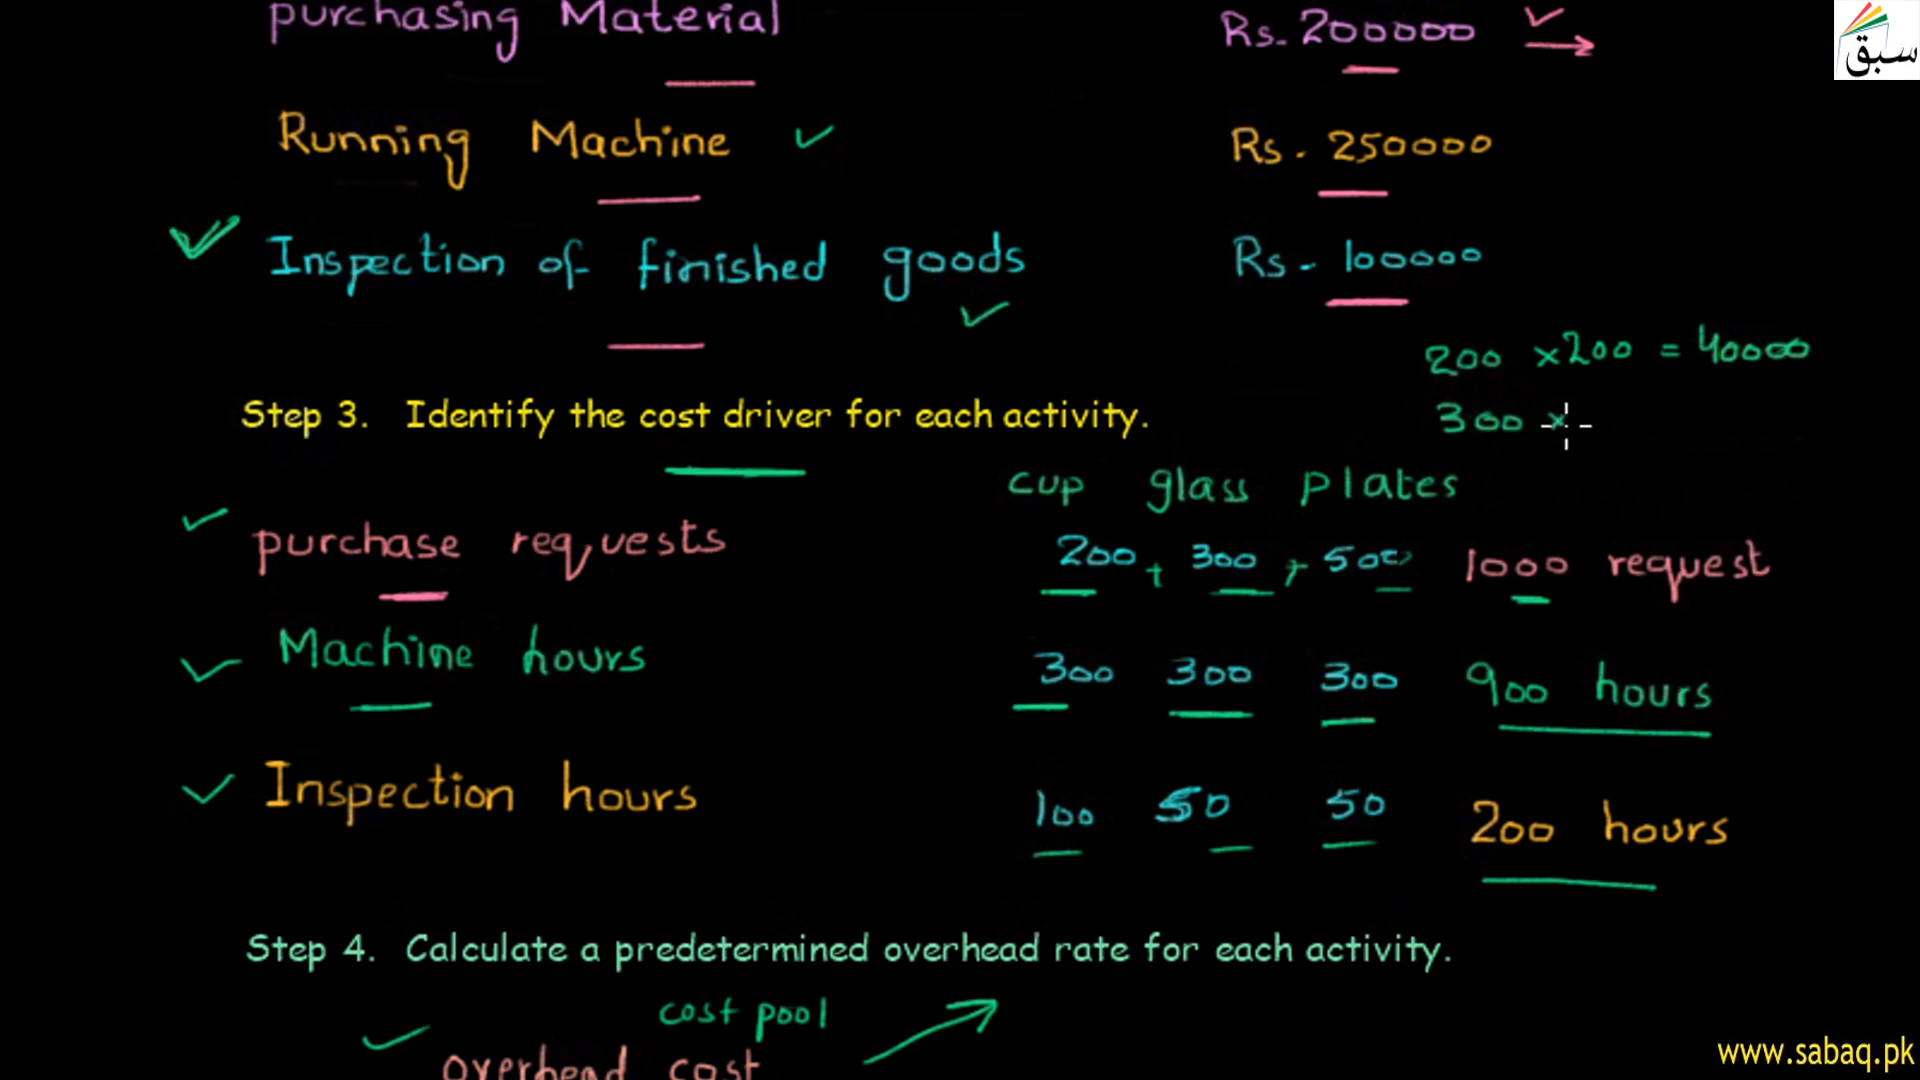 purchasing Material Rs. 200000
سبق
Running Machine Rs. 250000
Inspection of finished goods Rs. 100000
200 × 200 = 40000
Step 3. Identify the cost driver for each activity. 300 ×
cup glass plates
purchase requests 200 + 300 + 500 1000 request
Machine hours 300 300 300 900 hours
Inspection hours 100 50 50 200 hours
Step 4. Calculate a predetermined overhead rate for each activity.
cost pool
overhead cost
www.sabaq.pk